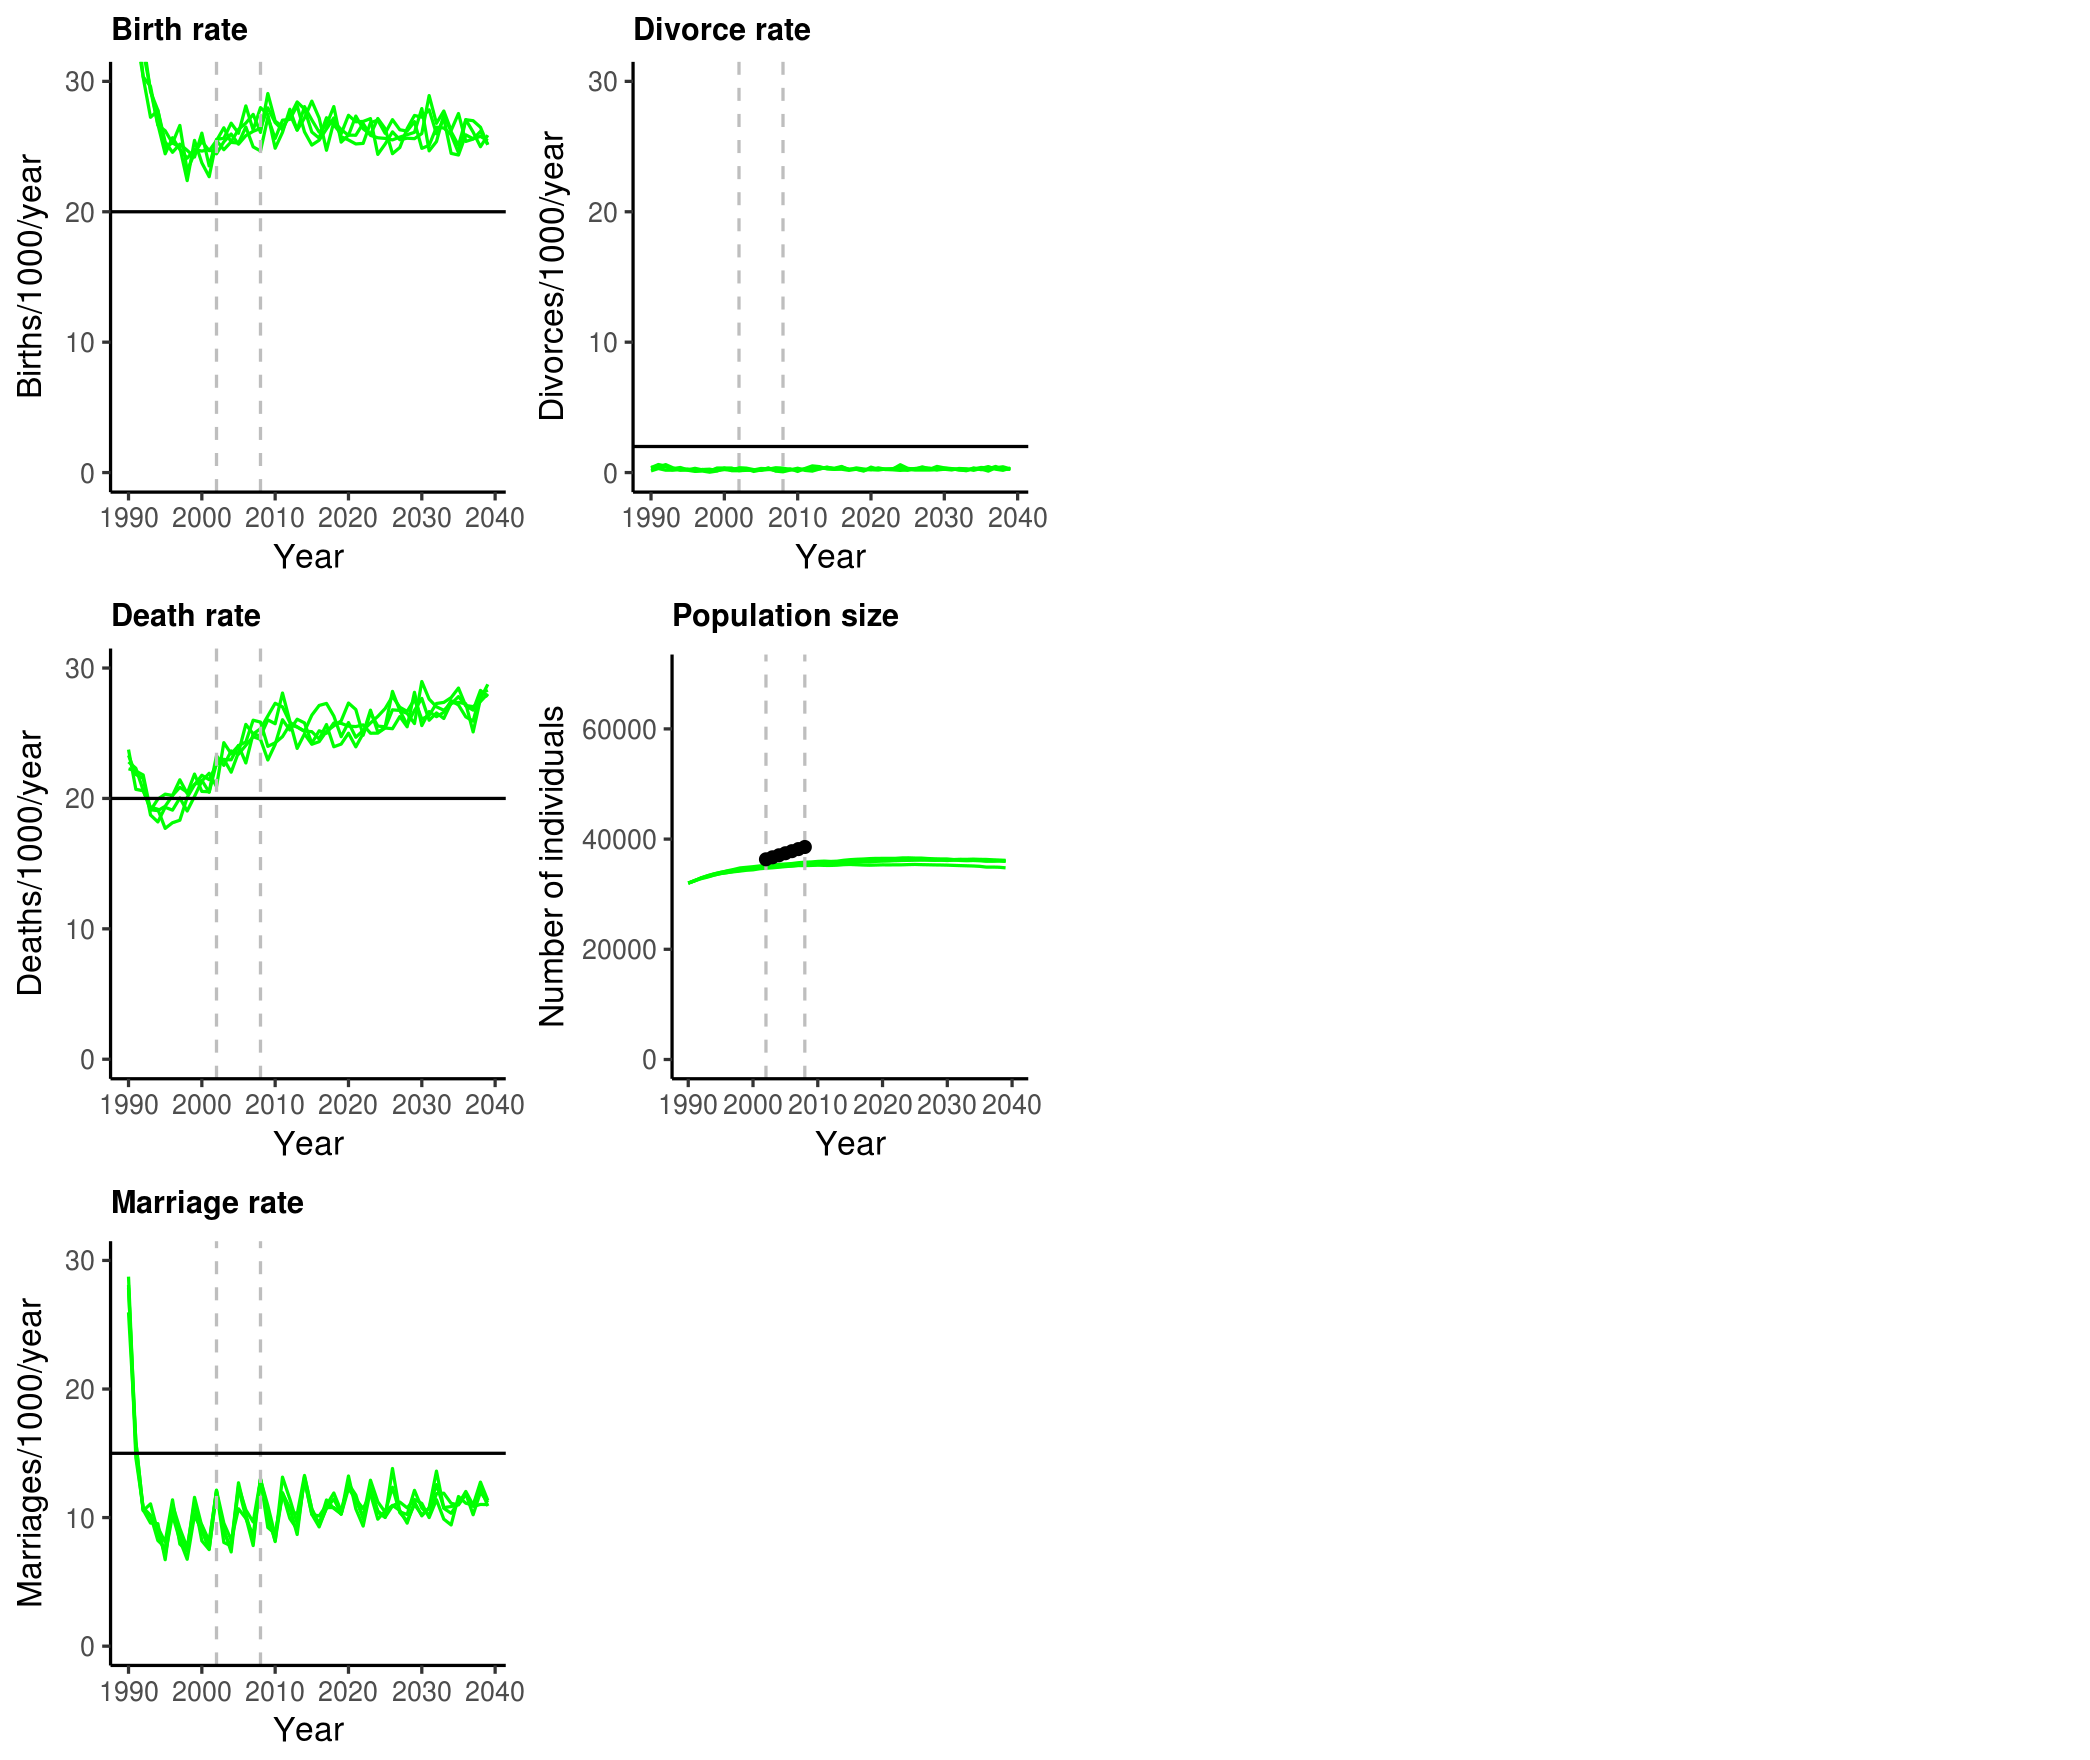 Birth rate
Births/1000/year
30
20
10
0
1990 2000 2010 2020 2030 2040
Year
Divorce rate
Divorces/1000/year
30
20
10
0
1990 2000 2010 2020 2030 2040
Year
Death rate
Deaths/1000/year
30
20
10
0
1990 2000 2010 2020 2030 2040
Year
Population size
Number of individuals
60000
40000
20000
0
1990 2000 2010 2020 2030 2040
Year
Marriage rate
Marriages/1000/year
30
20
10
0
1990 2000 2010 2020 2030 2040
Year